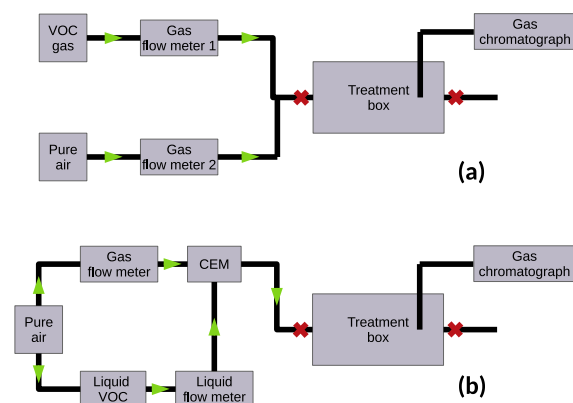 VOC
gas
Gas
flow meter 1
Gas
chromatograph
Treatment
box
Pure
air
Gas
flow meter 2
(a)
Gas
flow meter
CEM
Gas
chromatograph
Pure
air
Treatment
box
Liquid
VOC
Liquid
flow meter
(b)